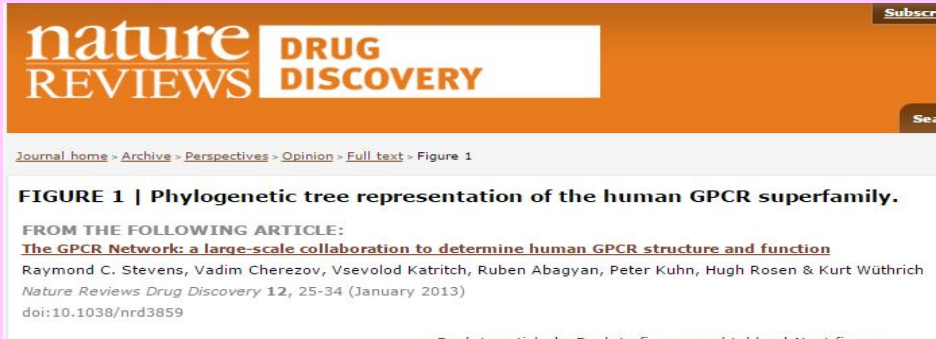 Subscr
nature
REVIEWS
DRUG
DISCOVERY
Sea
Journal home > Archive > Perspectives > Opinion > Full text > Figure 1
FIGURE 1 | Phylogenetic tree representation of the human GPCR superfamily.
FROM THE FOLLOWING ARTICLE:
The GPCR Network: a large-scale collaboration to determine human GPCR structure and function
Raymond C. Stevens, Vadim Cherezov, Vsevolod Katritch, Ruben Abagyan, Peter Kuhn, Hugh Rosen & Kurt Wüthrich
Nature Reviews Drug Discovery 12, 25-34 (January 2013)
doi:10.1038/nrd3859